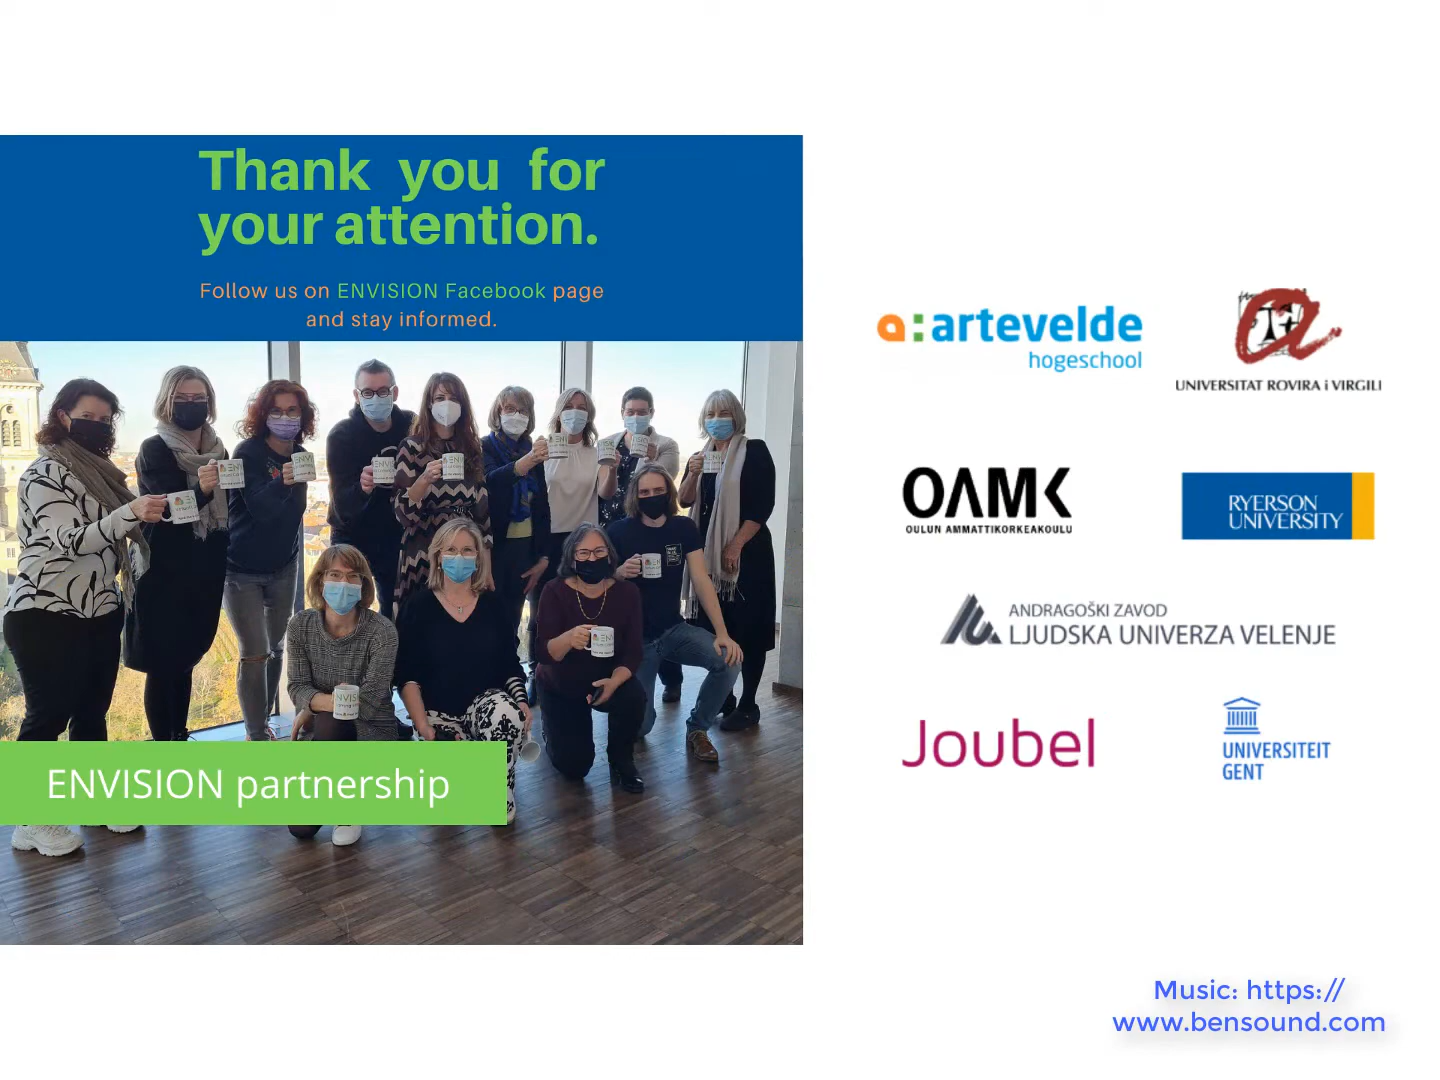 Thank you for
your attention.
Follow us on ENVISION Facebook page
and stay informed.
ENVISION partnership
a:artevelde
hogeschool
UNIVERSITAT ROVIRA i VIRGILI
OAMK
OULUN AMMATTIKORKEAKOULU
RYERSON
UNIVERSITY
ANDRAGOŠKI ZAVOD
LJUDSKA UNIVERZA VELENJE
Joubel
UNIVERSITEIT
GENT
Music: https://
www.bensound.com